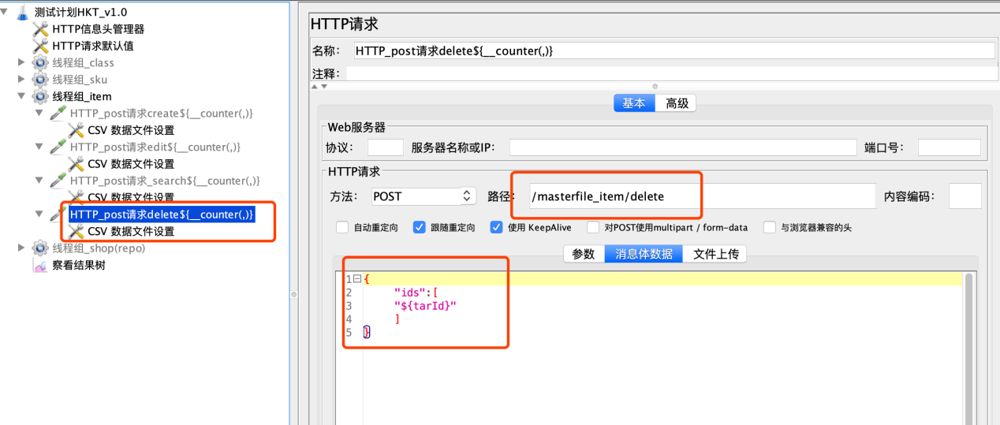 测试计划HKT_v1.0
HTTP信息头管理器
HTTP请求默认值
线程组_class
线程组_sku
线程组_item
HTTP_post请求create${__counter(,)}
CSV 数据文件设置
HTTP_post请求edit${__counter(,)}
CSV 数据文件设置
HTTP_post请求_search${__counter(,)}
CSV 数据文件设置
HTTP_post请求delete${__counter(,)}
CSV 数据文件设置
线程组_shop(repo)
察看结果树
HTTP请求
名称： HTTP_post请求delete${__counter(,)}
注释：
基本 高级
Web服务器
协议： 服务器名称或IP： 端口号：
HTTP请求
方法： POST 路径： /masterfile_item/delete 内容编码：
自动重定向 跟随重定向 使用 KeepAlive 对POST使用multipart / form-data 与浏览器兼容的头
参数 消息体数据 文件上传
1 {
2 "ids":[
3 "${tarId}"
4 ]
5 }